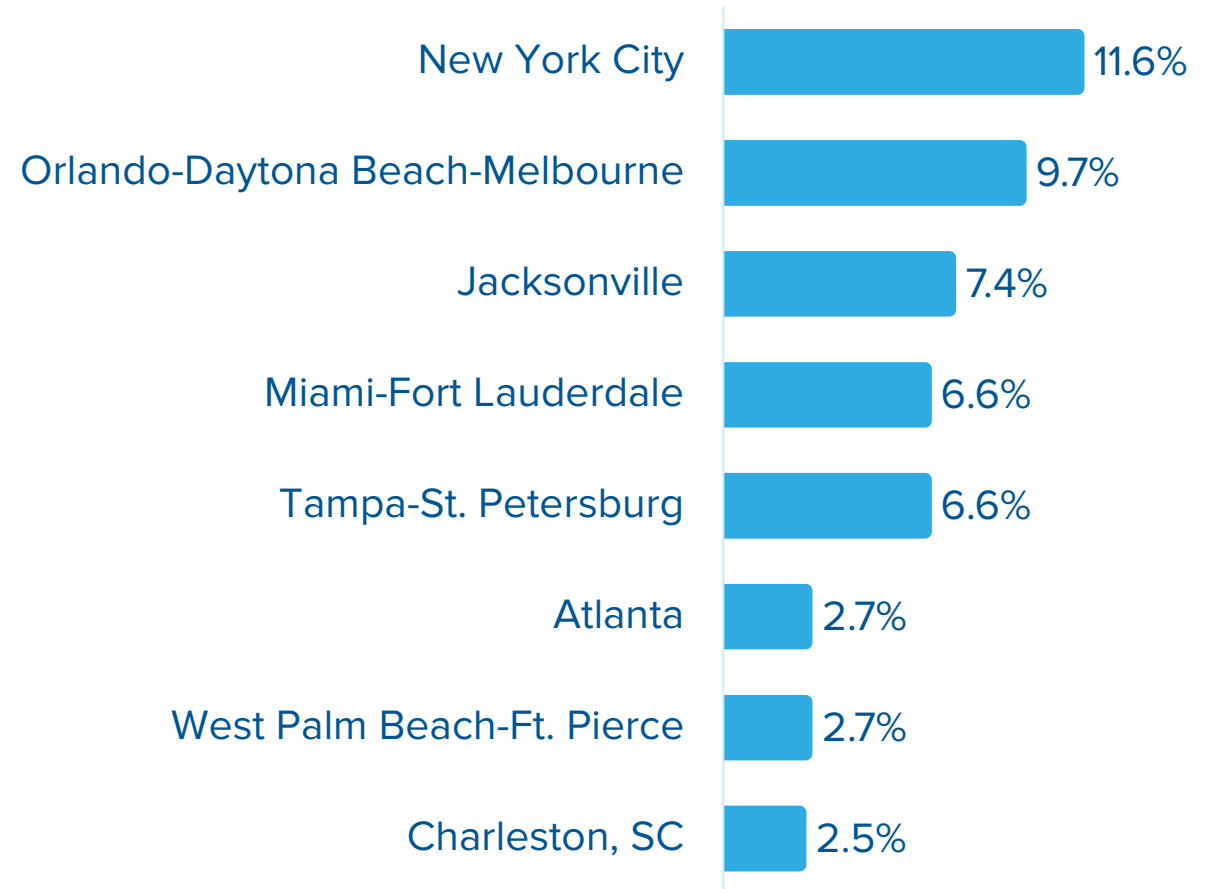 New York City 11.6%
Orlando-Daytona Beach-Melbourne 9.7%
Jacksonville 7.4%
Miami-Fort Lauderdale 6.6%
Tampa-St. Petersburg 6.6%
Atlanta 2.7%
West Palm Beach-Ft. Pierce 2.7%
Charleston, SC 2.5%